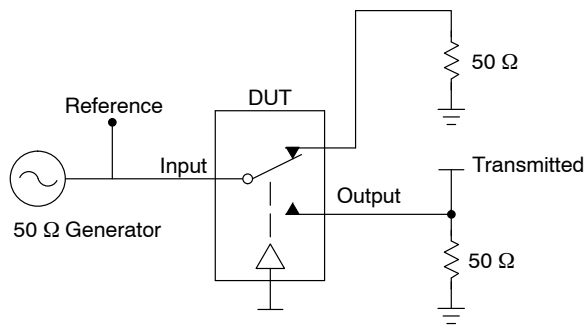 50 Ω
DUT
Reference
Input
Transmitted
Output
50 Ω Generator
50 Ω